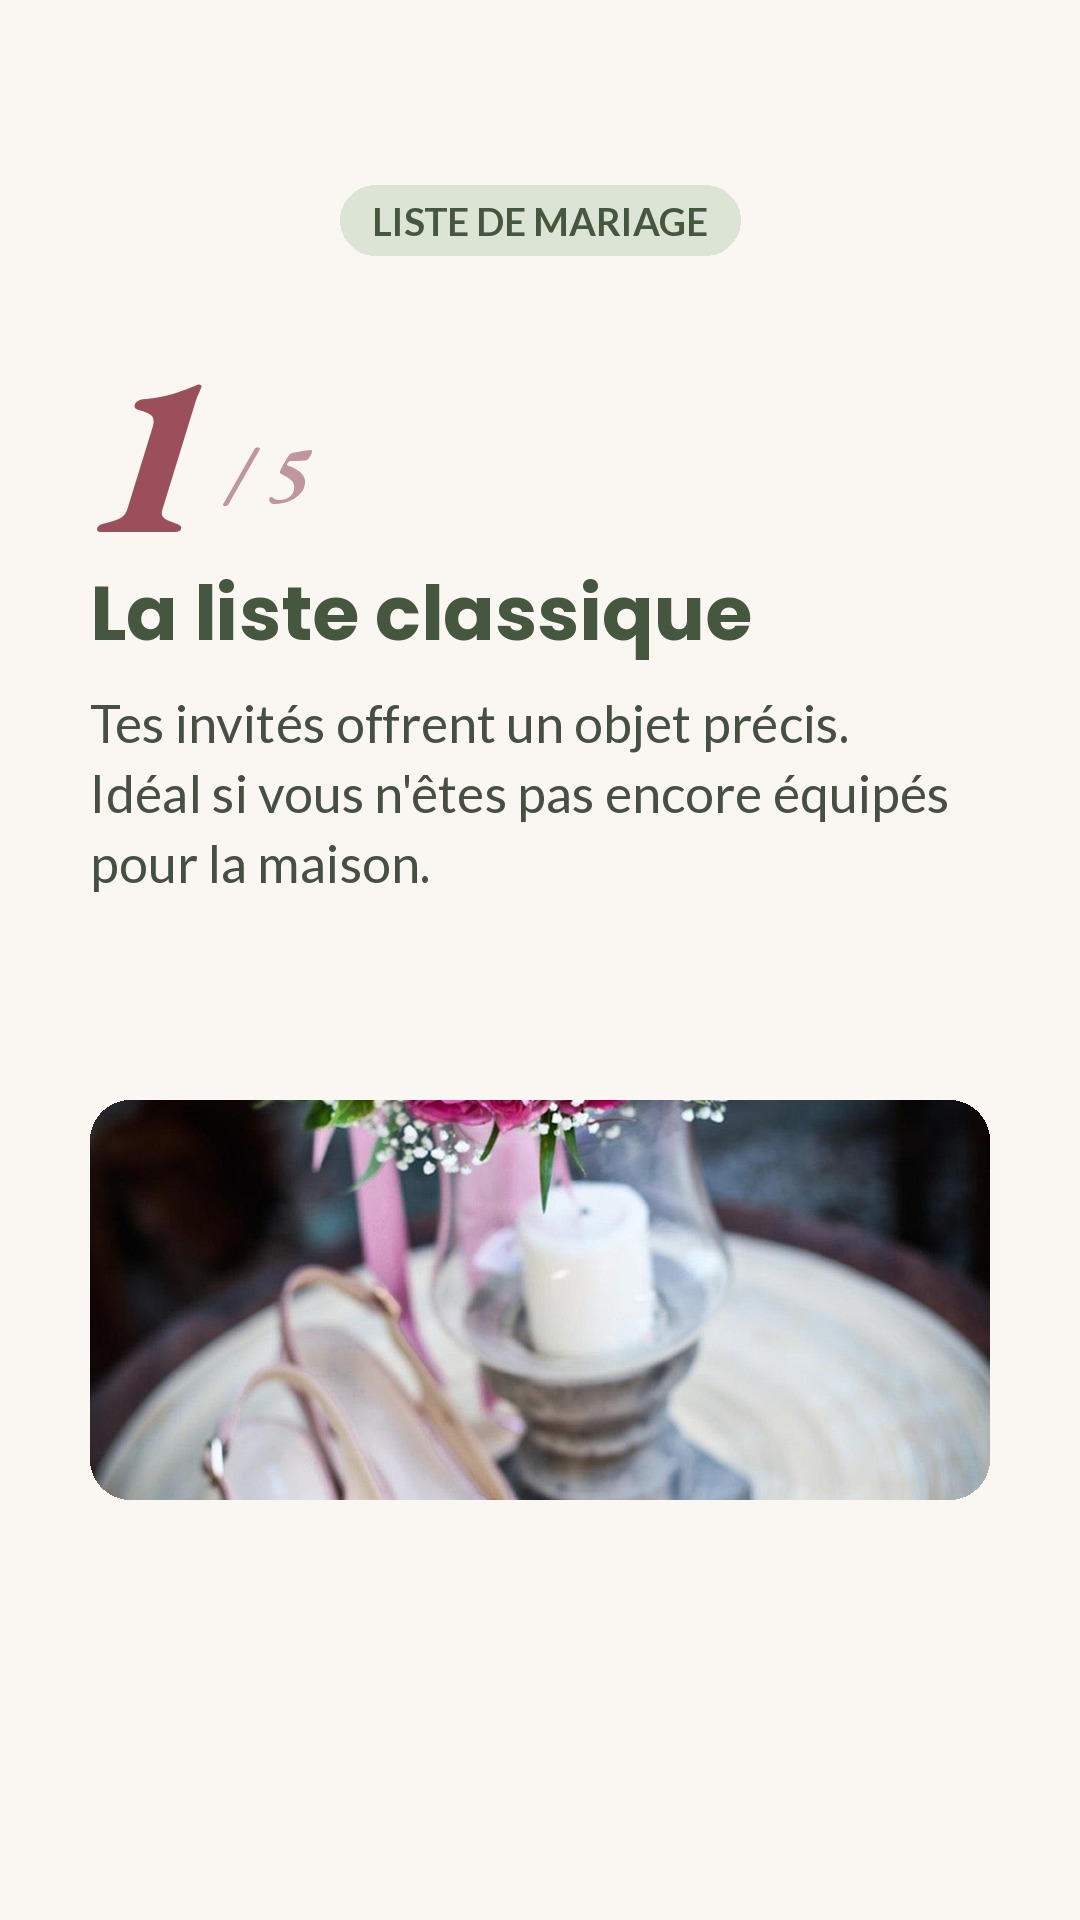 LISTE DE MARIAGE
1 / 5
La liste classique
Tes invités offrent un objet précis.
Idéal si vous n'êtes pas encore équipés
pour la maison.